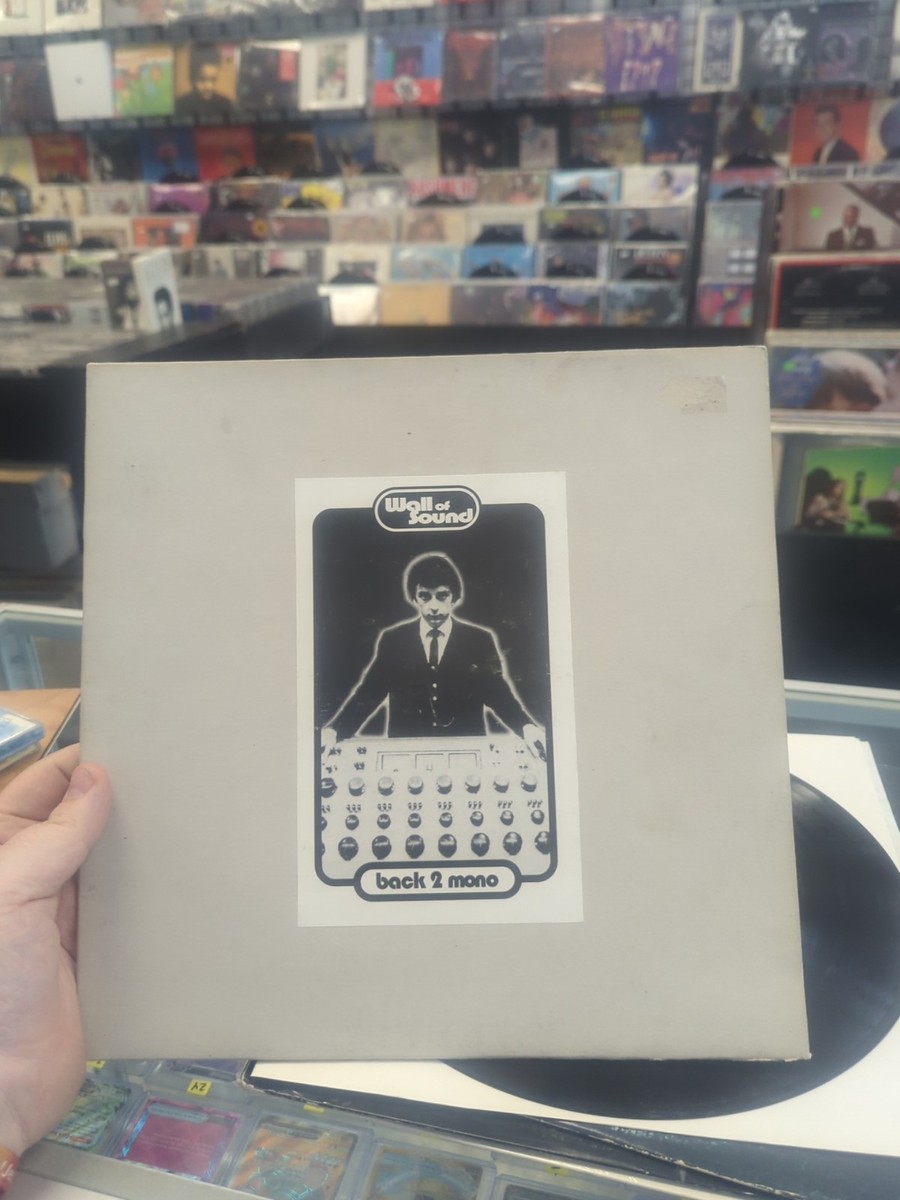 Wall of
Sound
back 2 mono